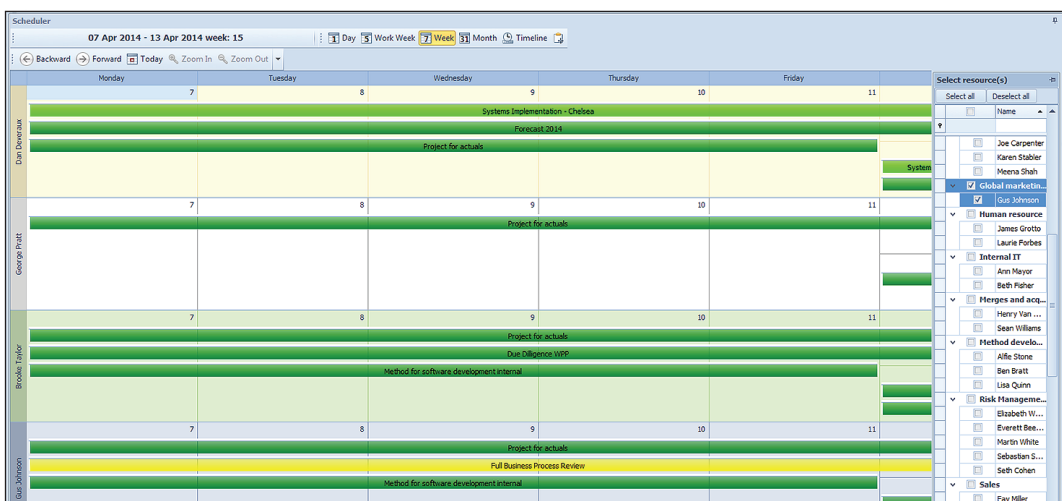 Scheduler
07 Apr 2014 - 13 Apr 2014 week: 15
1 Day 5 Work Week 7 Week 31 Month Timeline
Backward Forward Today Zoom In Zoom Out
Monday Tuesday Wednesday Thursday Friday
Dan Deveraux
7 8 9 10 11
Systems Implementation - Chelsea
Forecast 2014
Project for actuals
System
George Pratt
7 8 9 10 11
Project for actuals
Brooke Taylor
7 8 9 10 11
Project for actuals
Due Diligence WPP
Method for software development internal
Gus Johnson
7 8 9 10 11
Project for actuals
Full Business Process Review
Method for software development internal
Select resource(s)
Select all Deselect all
Name
Joe Carpenter
Karen Stabler
Meena Shah
Global marketin...
Gus Johnson
Human resource
James Grotto
Laurie Forbes
Internal IT
Ann Mayor
Beth Fisher
Merges and acq...
Henry Van ...
Sean Williams
Method develo...
Alfie Stone
Ben Bratt
Lisa Quinn
Risk Manageme...
Elizabeth W...
Everett Bee...
Martin White
Sebastian S...
Seth Cohen
Sales
Fay Miller